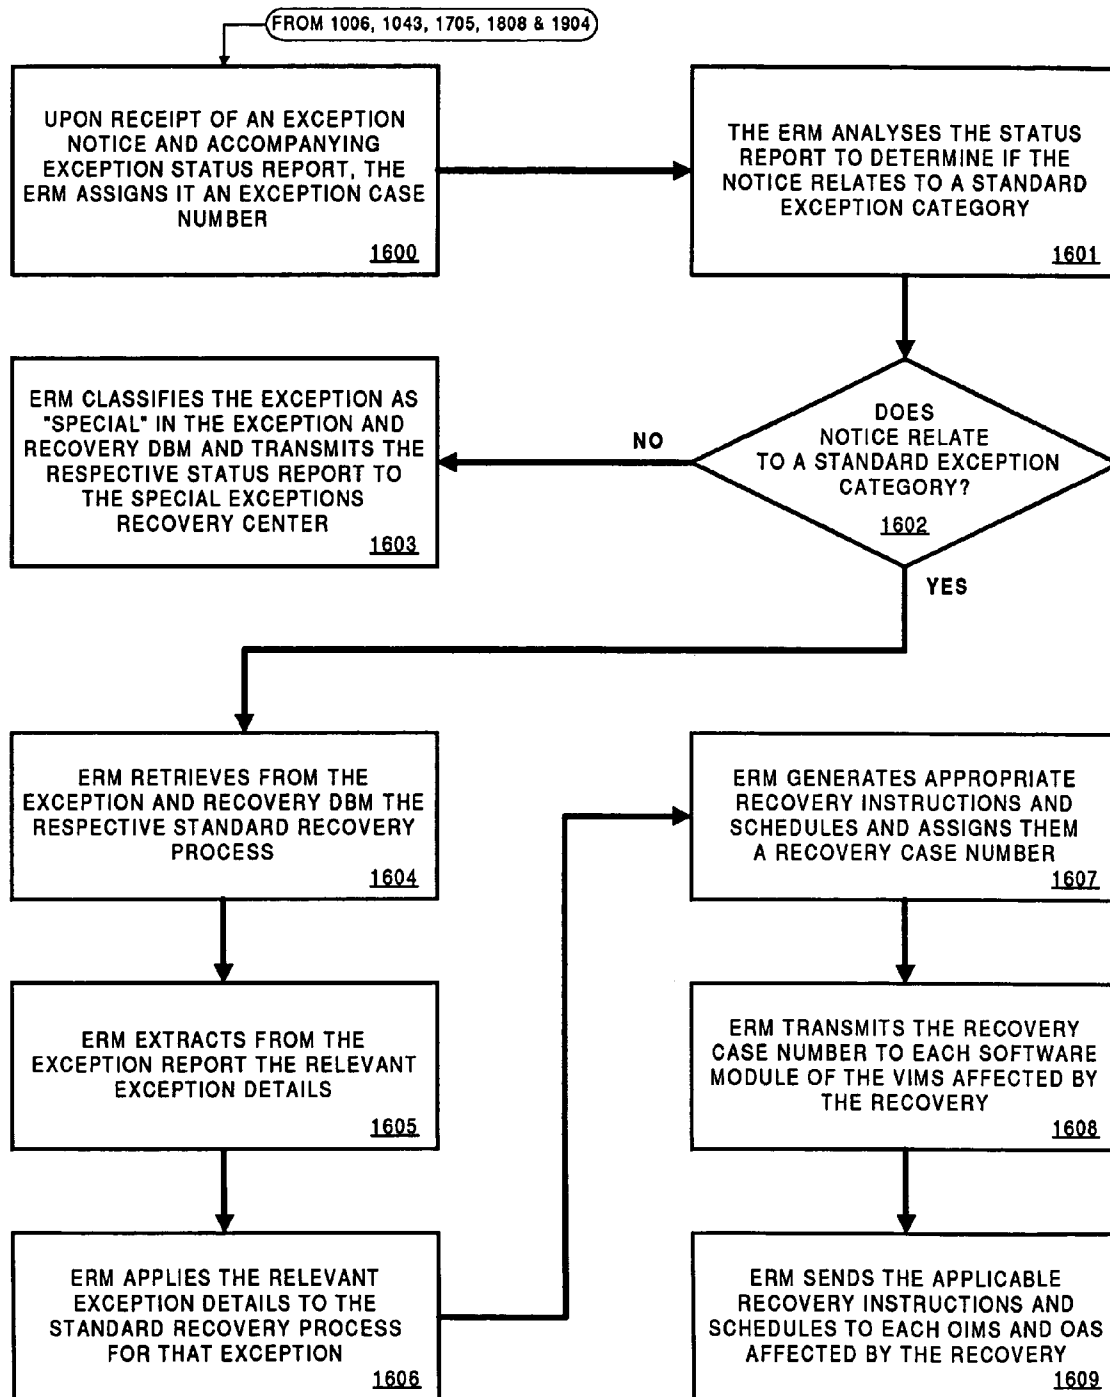 FROM 1006, 1043, 1705, 1808 & 1904
UPON RECEIPT OF AN EXCEPTION
NOTICE AND ACCOMPANYING
EXCEPTION STATUS REPORT, THE
ERM ASSIGNS IT AN EXCEPTION CASE
NUMBER
1600
THE ERM ANALYSES THE STATUS
REPORT TO DETERMINE IF THE
NOTICE RELATES TO A STANDARD
EXCEPTION CATEGORY
1601
ERM CLASSIFIES THE EXCEPTION AS
"SPECIAL" IN THE EXCEPTION AND
RECOVERY DBM AND TRANSMITS THE
RESPECTIVE STATUS REPORT TO
THE SPECIAL EXCEPTIONS
RECOVERY CENTER
1603
NO
DOES
NOTICE RELATE
TO A STANDARD EXCEPTION
CATEGORY?
1602
YES
ERM RETRIEVES FROM THE
EXCEPTION AND RECOVERY DBM THE
RESPECTIVE STANDARD RECOVERY
PROCESS
1604
ERM EXTRACTS FROM THE
EXCEPTION REPORT THE RELEVANT
EXCEPTION DETAILS
1605
ERM APPLIES THE RELEVANT
EXCEPTION DETAILS TO THE
STANDARD RECOVERY PROCESS
FOR THAT EXCEPTION
1606
ERM GENERATES APPROPRIATE
RECOVERY INSTRUCTIONS AND
SCHEDULES AND ASSIGNS THEM
A RECOVERY CASE NUMBER
1607
ERM TRANSMITS THE RECOVERY
CASE NUMBER TO EACH SOFTWARE
MODULE OF THE VIMS AFFECTED BY
THE RECOVERY
1608
ERM SENDS THE APPLICABLE
RECOVERY INSTRUCTIONS AND
SCHEDULES TO EACH OIMS AND OAS
AFFECTED BY THE RECOVERY
1609